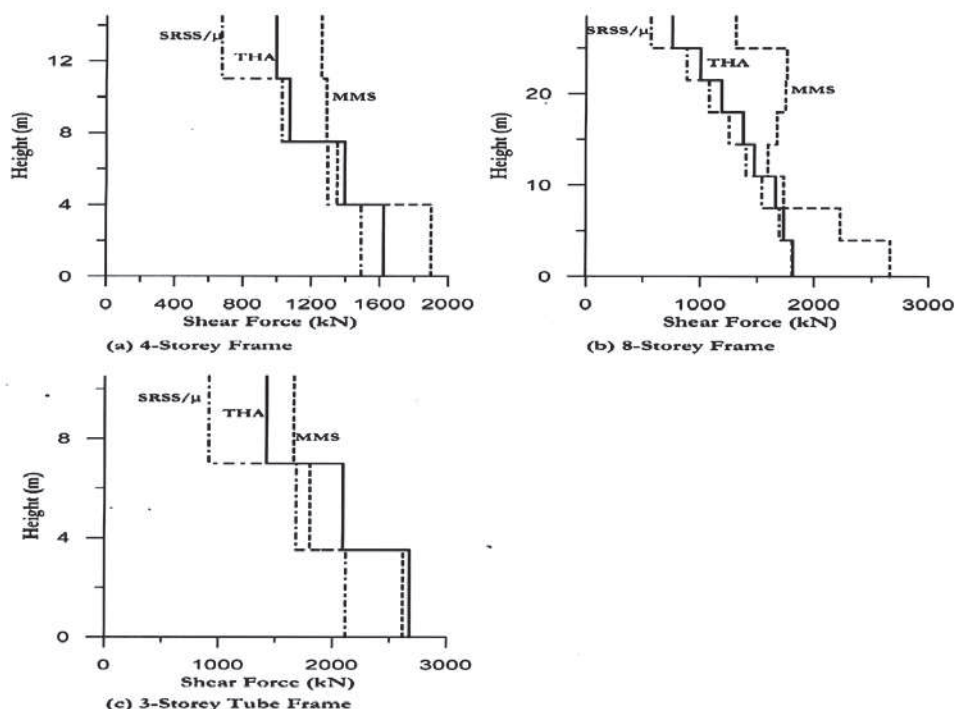 SRSS/μ
THA
MMS
12
8
4
0
Height (m)
0 400 800 1200 1600 2000
Shear Force (kN)
(a) 4-Storey Frame
SRSS/μ
THA
MMS
20
10
0
Height (m)
0 1000 2000 3000
Shear Force (kN)
(b) 8-Storey Frame
SRSS/μ
THA
MMS
8
4
0
Height (m)
0 1000 2000 3000
Shear Force (kN)
(c) 3-Storey Tube Frame